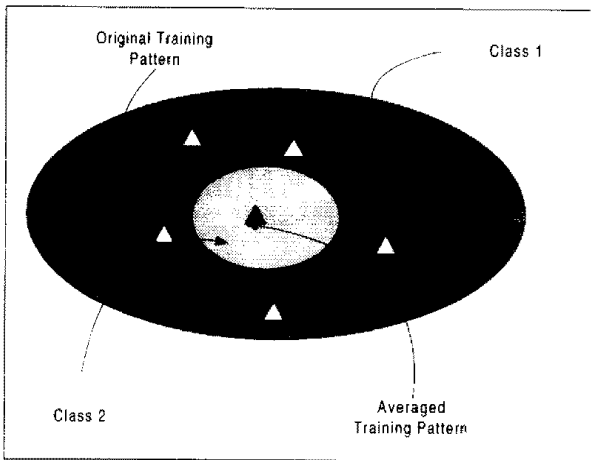 Original Training
Pattern
Class 1
Class 2
Averaged
Training Pattern